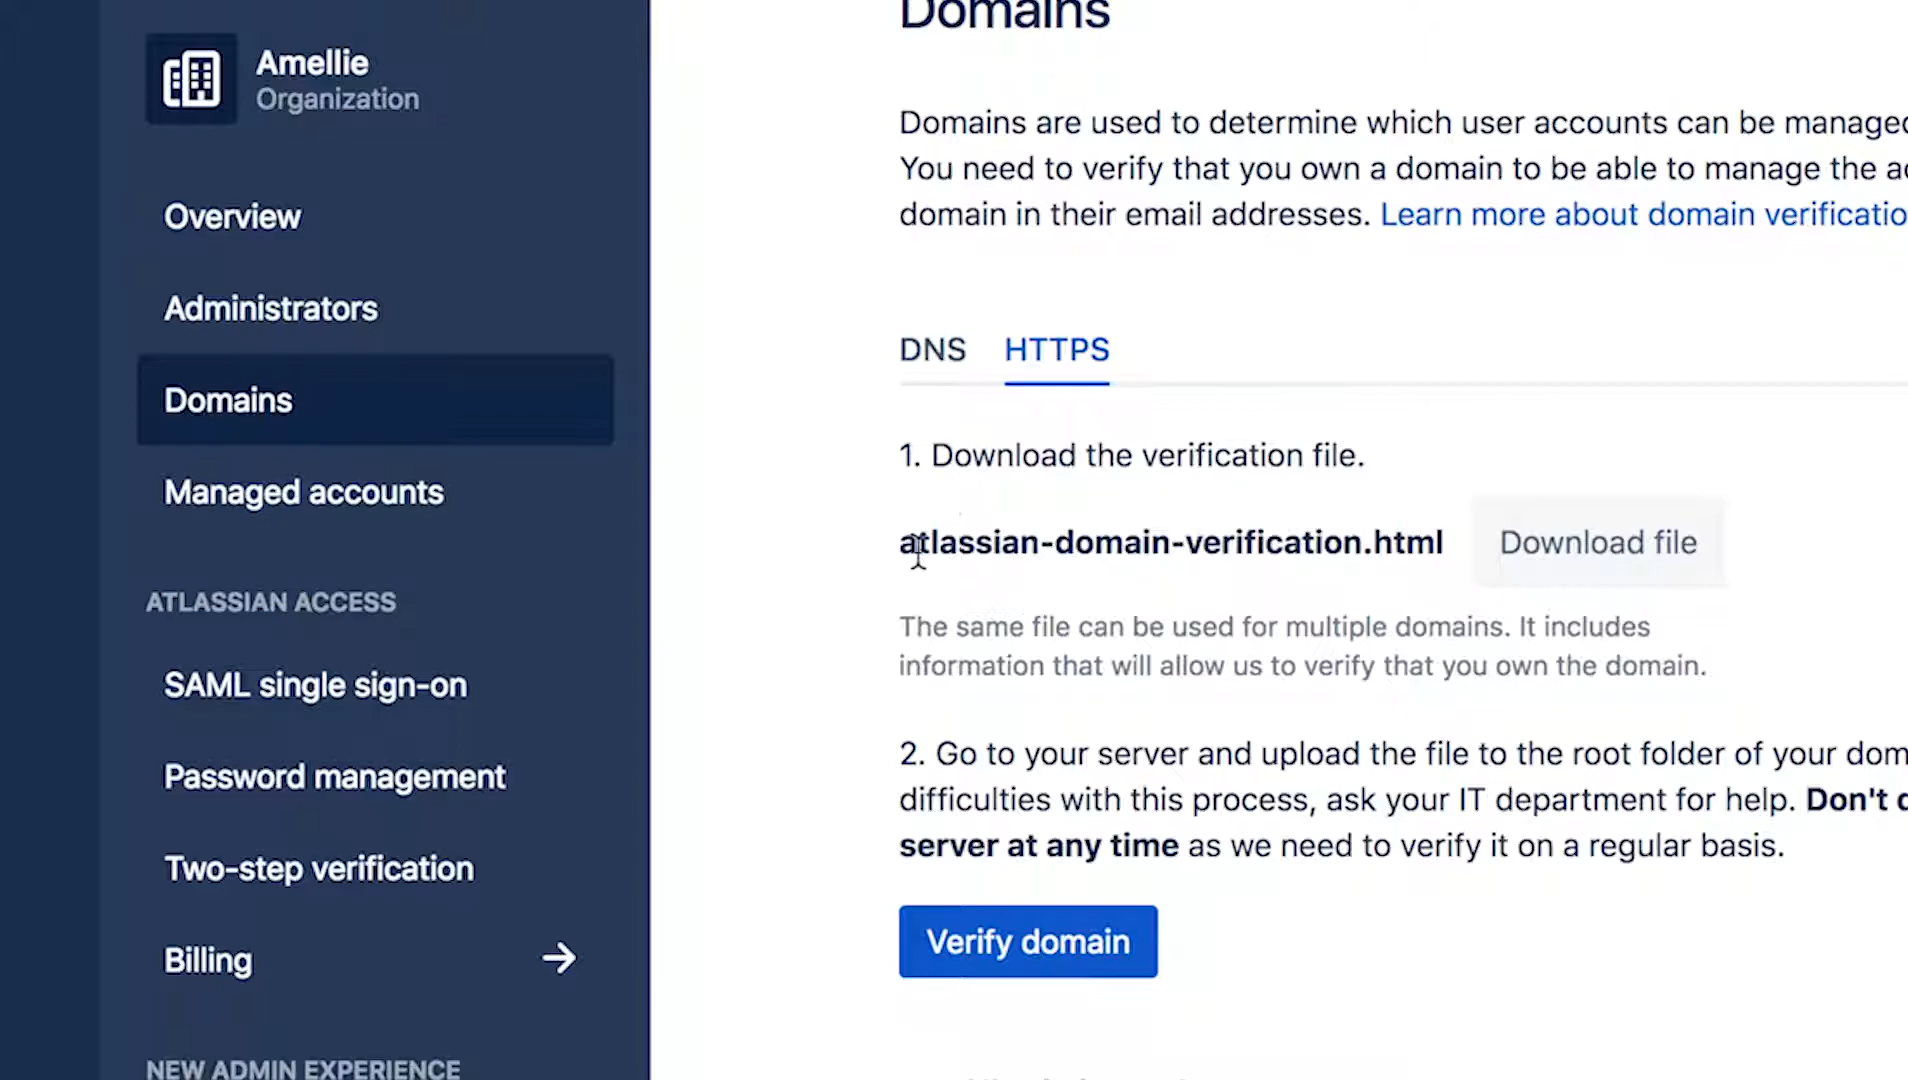 Amellie
Organization
Overview
Administrators
Domains
Managed accounts
ATLASSIAN ACCESS
SAML single sign-on
Password management
Two-step verification
Billing
NEW ADMIN EXPERIENCE
Domains
Domains are used to determine which user accounts can be managed
You need to verify that you own a domain to be able to manage the
domain in their email addresses. Learn more about domain
DNS HTTPS
1. Download the verification file.
atlassian-domain-verification.html Download file
The same file can be used for multiple domains. It includes
information that will allow us to verify that you own the domain.
2. Go to your server and upload the file to the root folder of your
difficulties with this process, ask your IT department for help. Don't
server at any time as we need to verify it on a regular basis.
Verify domain